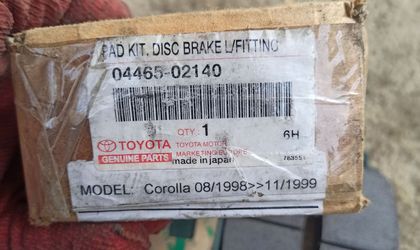 PAD KIT. DISC BRAKE L/FITTING
04465-02140
QTY: 1
6H
TOYOTA
GENUINE PARTS
TOYOTA MOTOR
MARKETING EUROPE
made in japan
MODEL: Corolla 08/1998>>11/1999